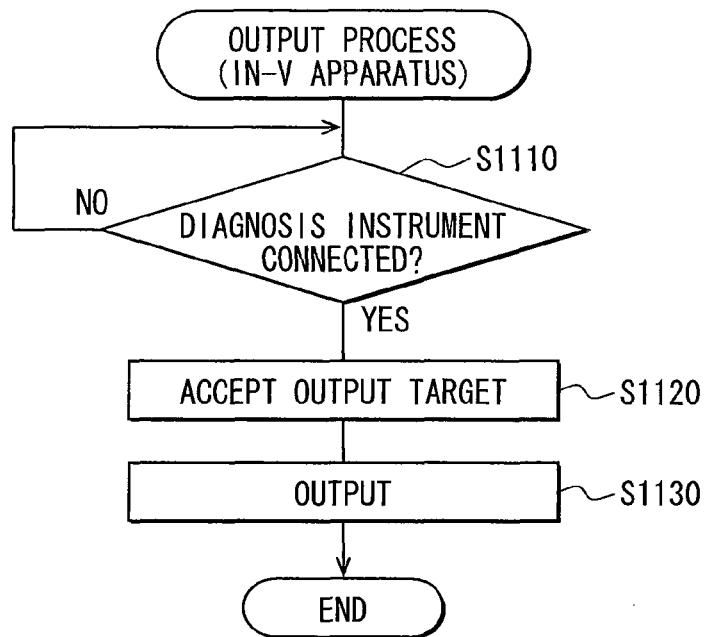 OUTPUT PROCESS
(IN-V APPARATUS)
S1110
NO
DIAGNOSIS INSTRUMENT
CONNECTED?
YES
ACCEPT OUTPUT TARGET
S1120
OUTPUT
S1130
END